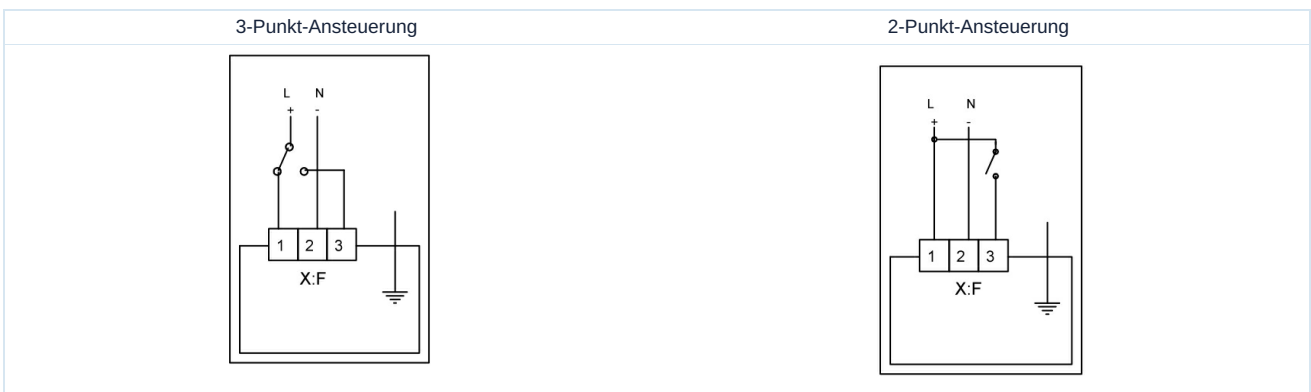 3-Punkt-Ansteuerung
L N
+ -
1 2 3
X:F
2-Punkt-Ansteuerung
L N
+ -
1 2 3
X:F